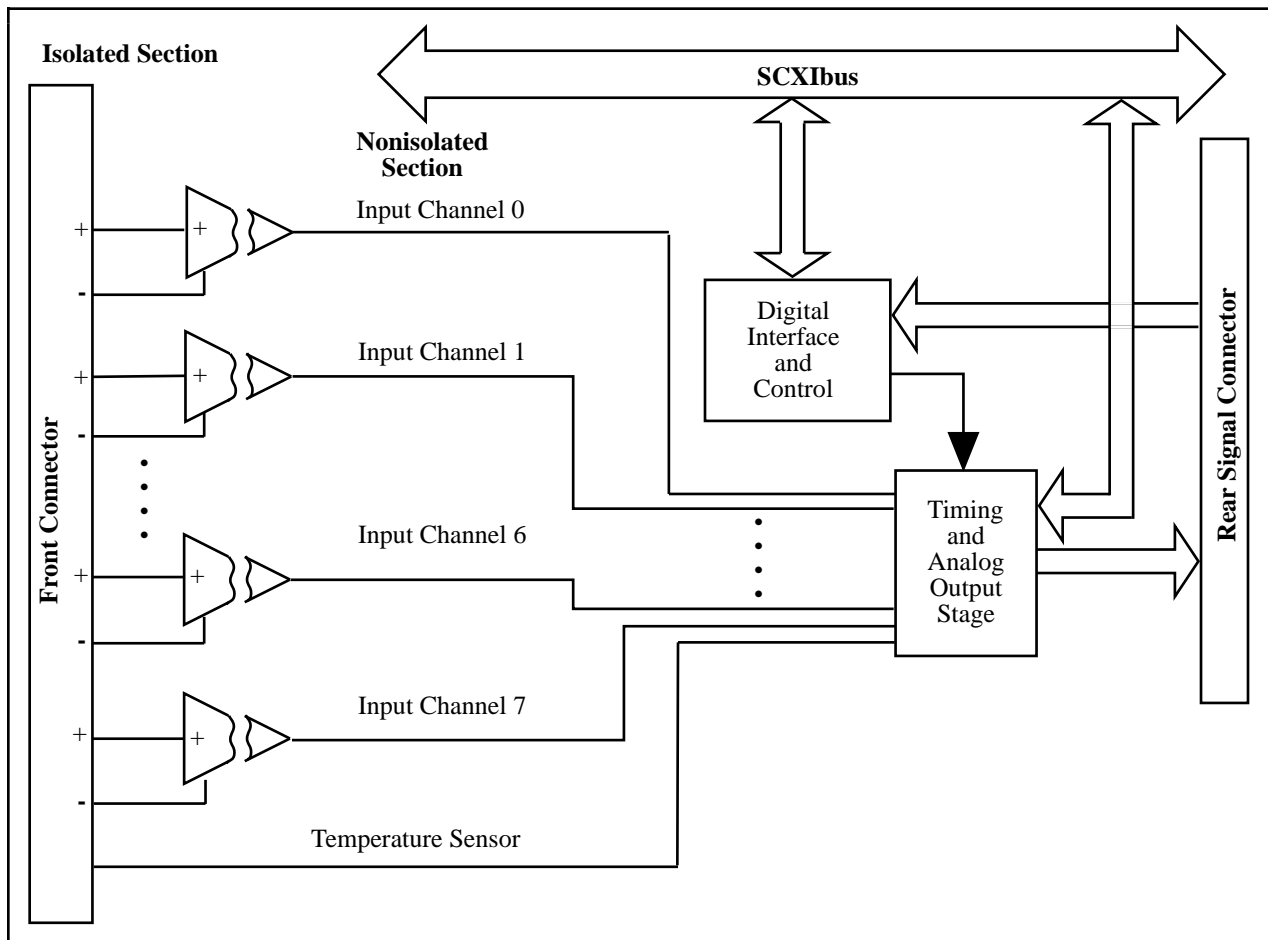 Isolated Section
SCXIbus
Nonisolated
Section
Input Channel 0
+
+
-
Digital
Interface
and
Control
Input Channel 1
+
+
-
Front Connector
Rear Signal Connector
Input Channel 6
+
+
-
Timing
and
Analog
Output
Stage
Input Channel 7
+
+
-
Temperature Sensor